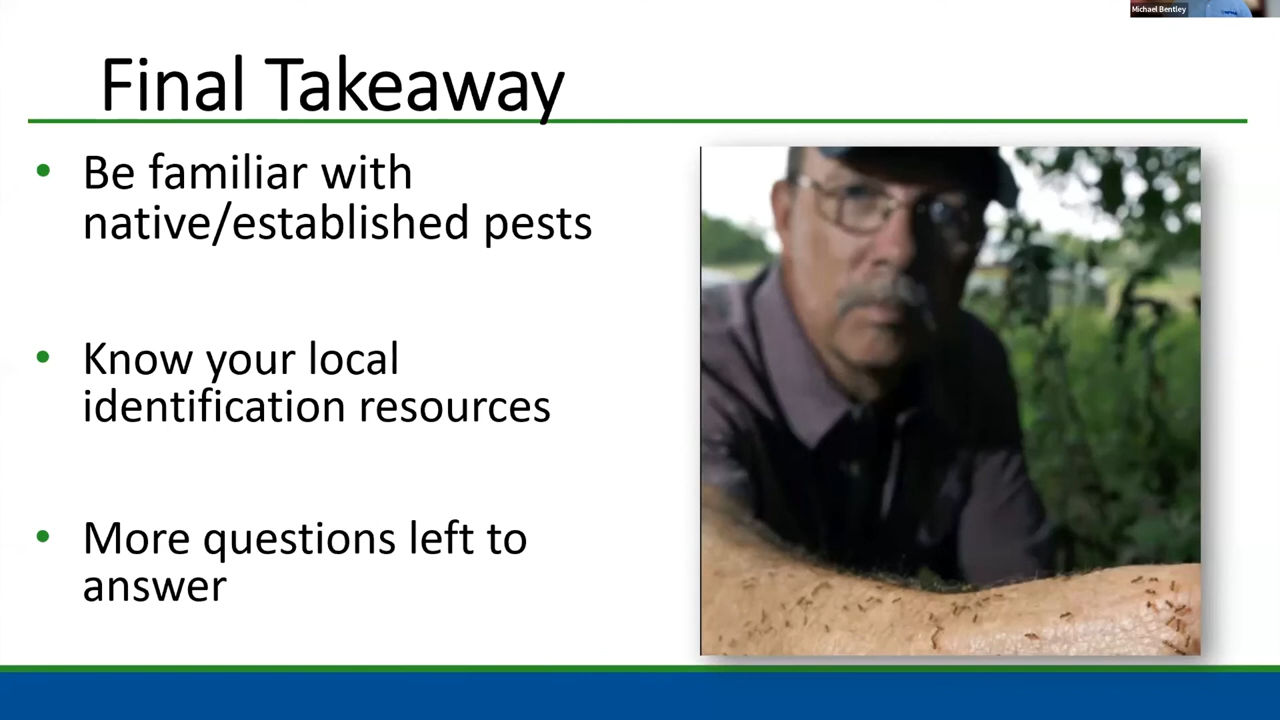 Michael Bentley
Final Takeaway
• Be familiar with
native/established pests
• Know your local
identification resources
• More questions left to
answer